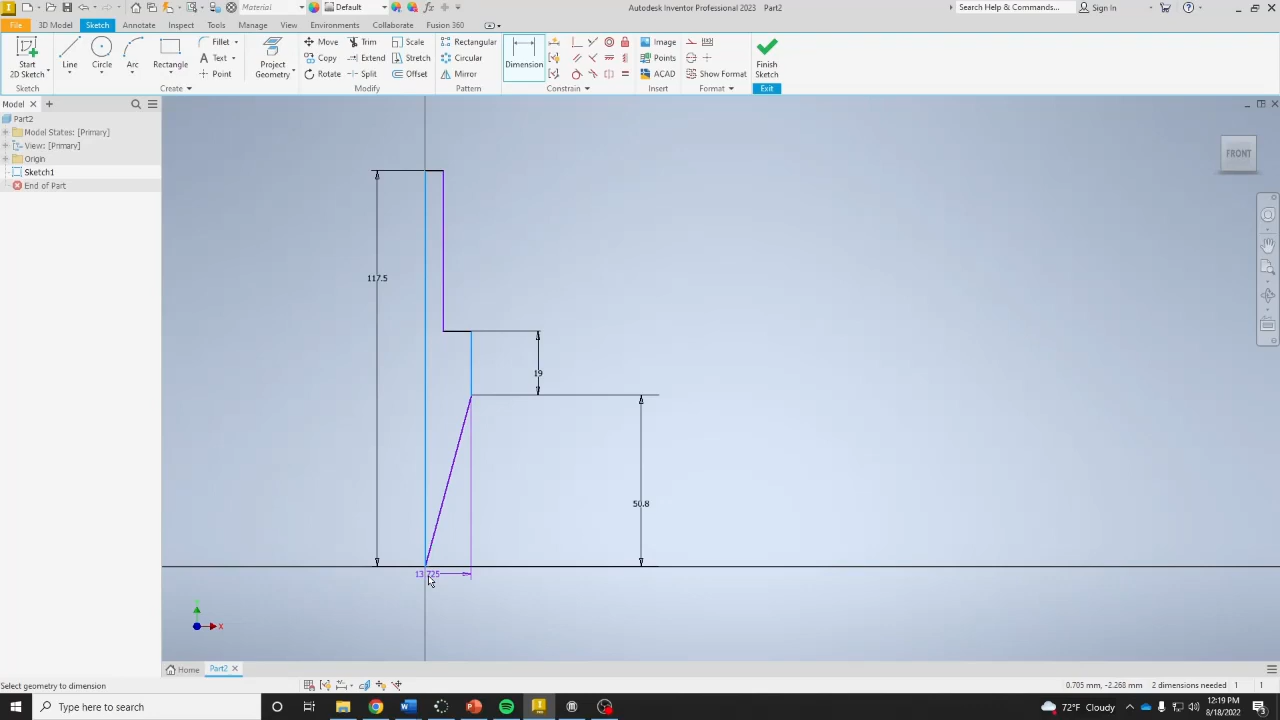 Material
Default
Autodesk Inventor Professional 2023 Part2
Search Help & Commands...
Sign In
File 3D Model Sketch Annotate Inspect Tools Manage View Environments Collaborate Fusion 360
Start 2D Sketch
Line
Circle
Arc
Rectangle
Fillet
Text
Point
Project Geometry
Move
Copy
Rotate
Trim
Extend
Split
Scale
Stretch
Offset
Rectangular
Circular
Mirror
Dimension
Image
Points
ACAD
Show Format
Finish Sketch
Sketch Create Modify Pattern Constrain Insert Format Exit
Model
Part2
Model States: [Primary]
View: [Primary]
Origin
Sketch1
End of Part
FRONT
117.5
19
50.8
13.725
X
Home Part2
Select geometry to dimension
0.705 mm, -2.268 mm 2 dimensions needed 1 1
Type here to search
72°F Cloudy
12:19 PM
8/18/2022